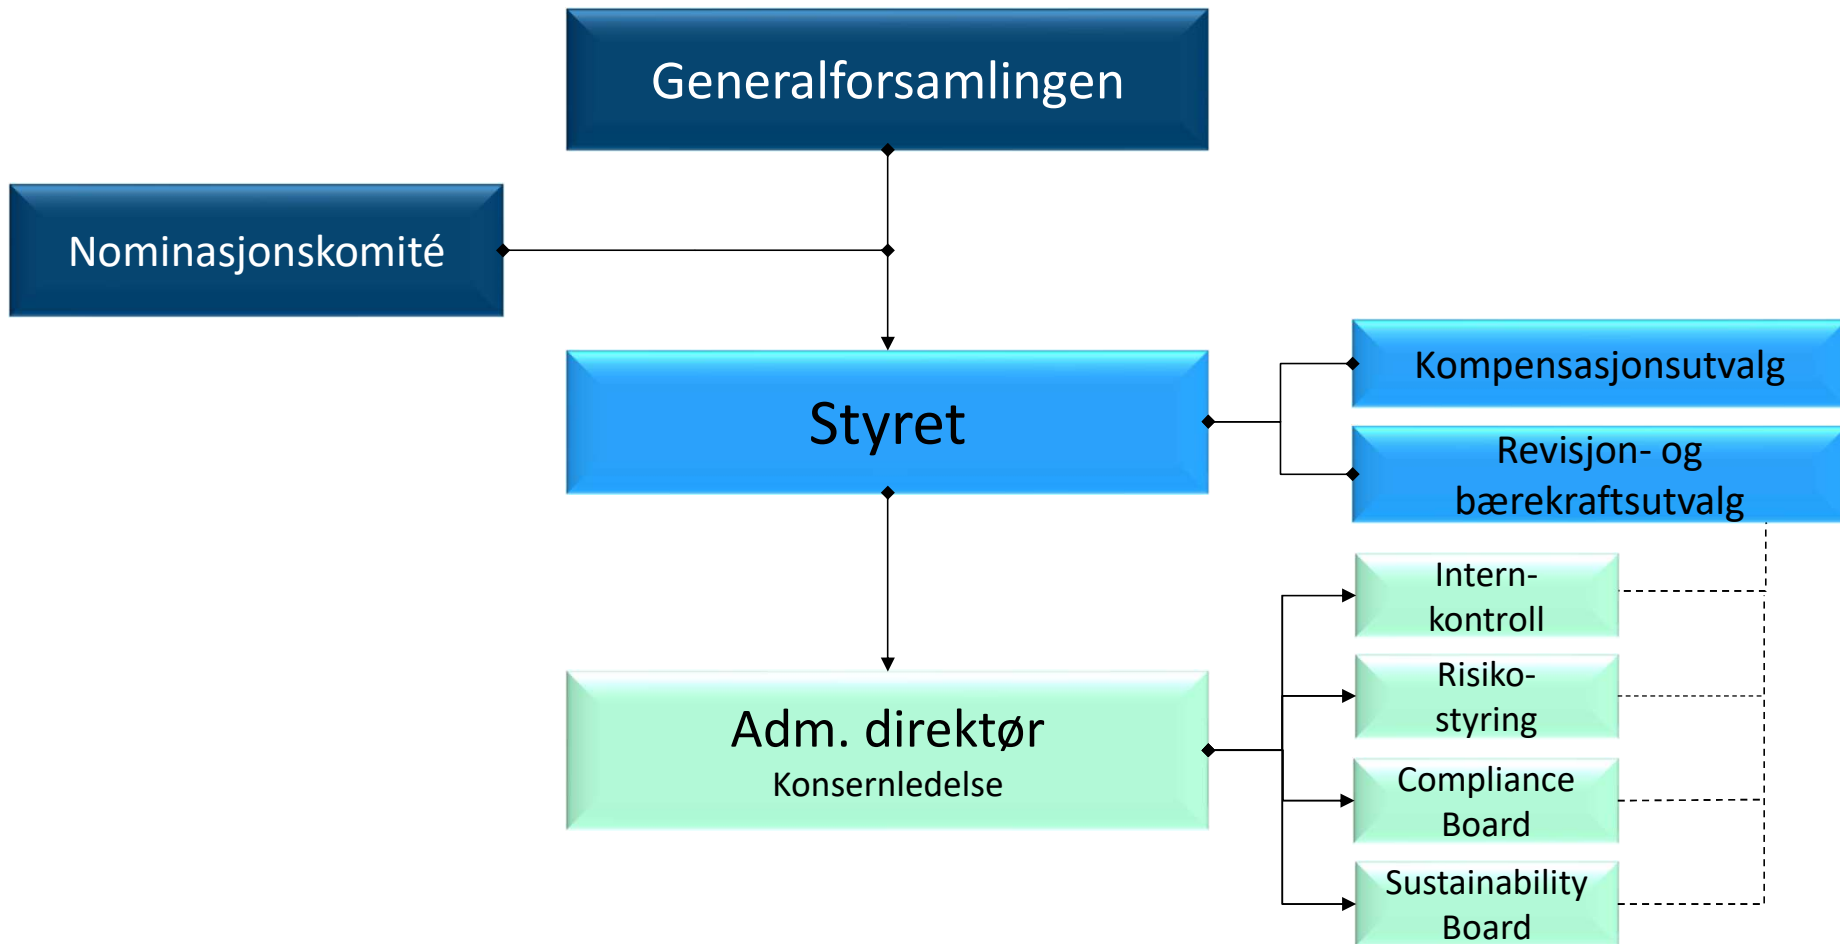 Generalforsamlingen
Nominasjonskomité
Styret
Kompensasjonsutvalg
Revisjon- og
bærekraftsutvalg
Adm. direktør
Konsernledelse
Intern-
kontroll
Risiko-
styring
Compliance
Board
Sustainability
Board